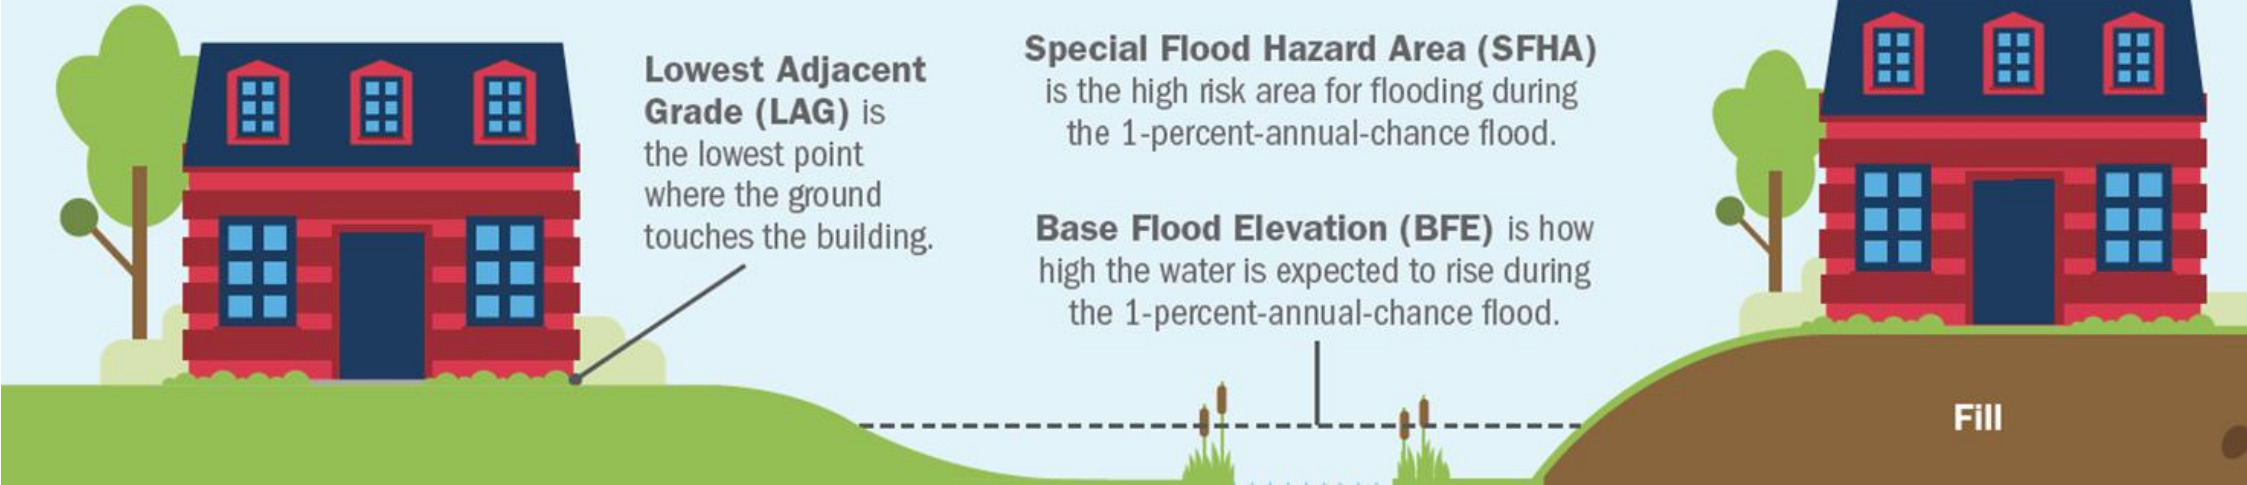 Lowest Adjacent
Grade (LAG) is
the lowest point
where the ground
touches the building.
Special Flood Hazard Area (SFHA)
is the high risk area for flooding during
the 1-percent-annual-chance flood.
Base Flood Elevation (BFE) is how
high the water is expected to rise during
the 1-percent-annual-chance flood.
Fill